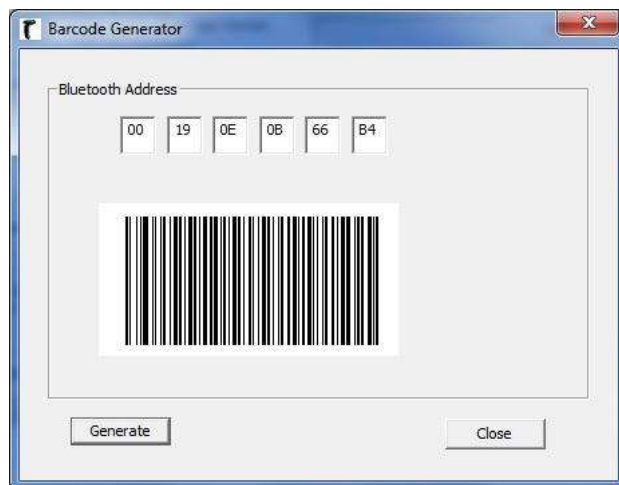 Barcode Generator
Bluetooth Address
00 19 0E 0B 66 B4
Generate
Close